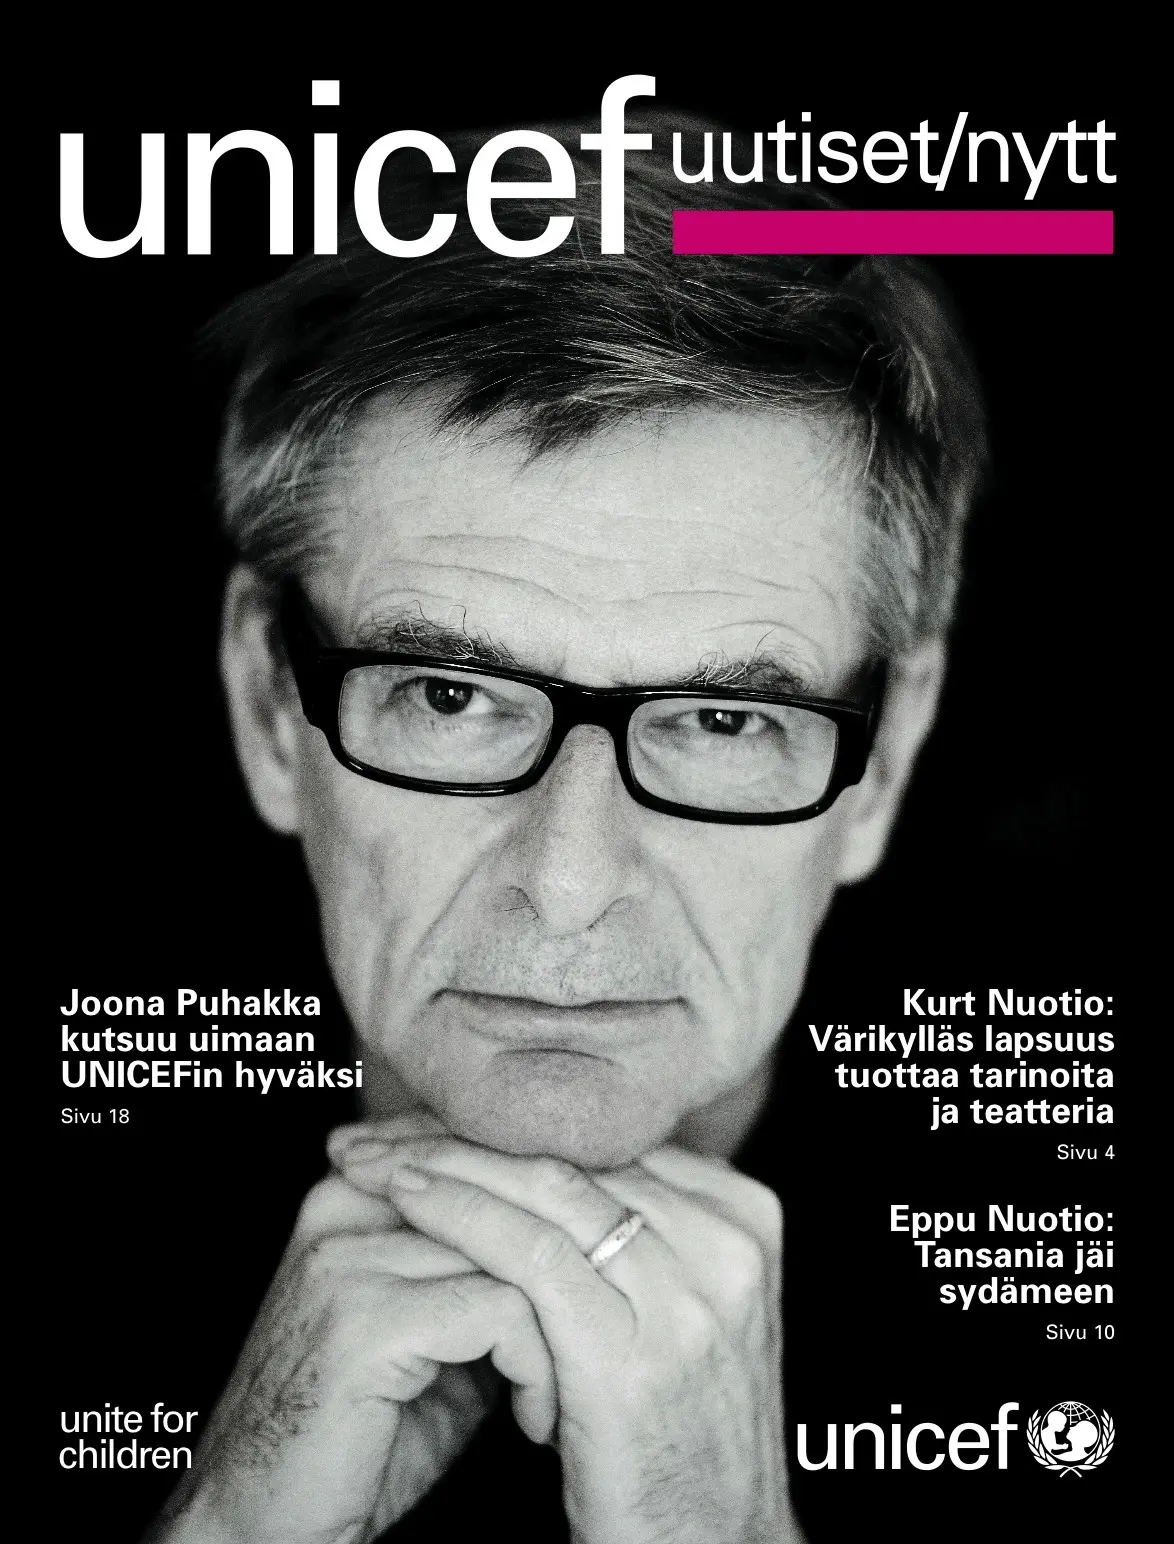 unicef uutiset/nytt
Joona Puhakka
kutsuu uimaan
UNICEFin hyväksi
Sivu 18
Kurt Nuotio:
Värikylläs lapsuus
tuottaa tarinoita
ja teatteria
Sivu 4
Eppu Nuotio:
Tansania jäi
sydämeen
Sivu 10
unite for
children
unicef